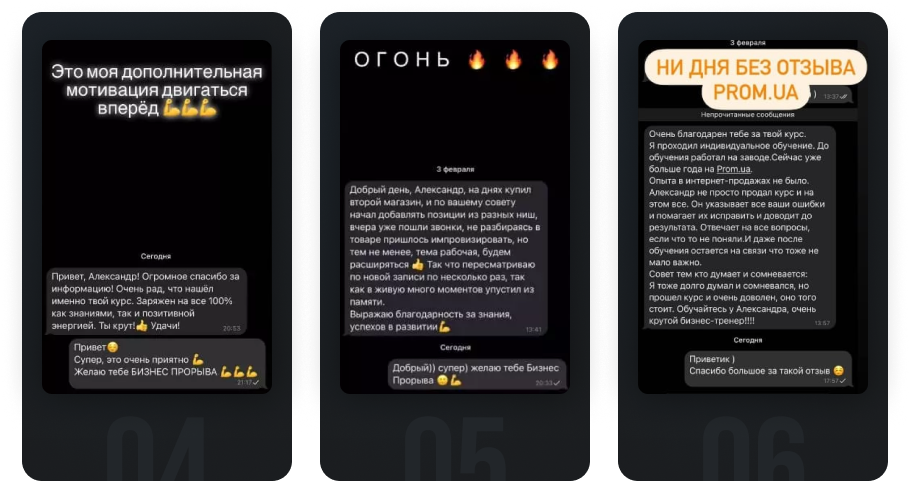 Это моя дополнительная
мотивация двигаться
вперёд 💪💪💪
Сегодня
Привет, Александр! Огромное спасибо за
информацию! Очень рад, что нашёл
именно твой курс. Заряжен на все 100%
как знаниями, так и позитивной
энергией. Ты крут!👍 Удачи!
20:53
Привет😊
Супер, это очень приятно 💪
Желаю тебе БИЗНЕС ПРОРЫВА 💪💪💪
21:17
04
ОГОНЬ 🔥 🔥 🔥
3 февраля
Добрый день, Александр, на днях купил
второй магазин, и по вашему совету
начал добавлять позиции из разных ниш,
вчера уже пошли звонки, не разбираясь в
товаре пришлось импровизировать, но
тем не менее, тема рабочая, будем
расширяться 👍 Так что пересматриваю
по новой записи по несколько раз, так
как в живую много моментов упустил из
памяти.
Выражаю благодарность за знания,
успехов в развитии💪
13:41
Сегодня
Добрый)) супер) желаю тебе Бизнес
Прорыва 😊💪
20:33
05
3 февраля
НИ ДНЯ БЕЗ ОТЗЫВА
PROM.UA
)
13:37
Непрочитанные сообщения
Очень благодарен тебе за твой курс.
Я проходил индивидуальное обучение. До
обучения работал на заводе.Сейчас уже
больше года на Prom.ua.
Опыта в интернет-продажах не было.
Александр не просто продал курс и на
этом все. Он указывает все ваши ошибки
и помагает их исправить и доводит до
результата. Отвечает на все вопросы,
если что то не поняли.И даже после
обучения остается на связи что тоже не
мало важно.
Совет тем кто думает и сомневается:
Я тоже долго думал и сомневался, но
прошел курс и очень доволен, оно того
стоит. Обучайтесь у Александра, очень
крутой бизнес-тренер!!!!
13:57
Сегодня
Приветик )
Спасибо большое за такой отзыв ☺️
17:57
06